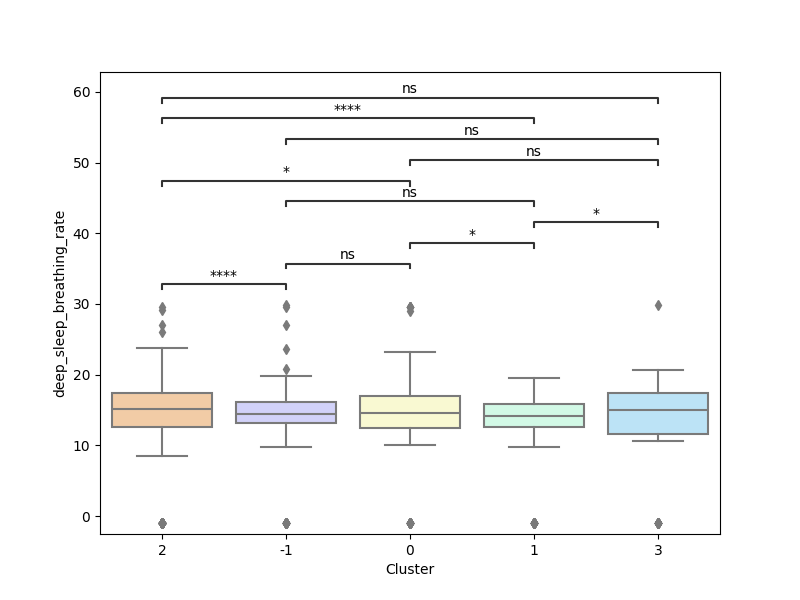 ns
****
ns
ns
*
ns
*
*
ns
****
60
50
40
30
20
10
0
deep_sleep_breathing_rate
2
-1
0
1
3
Cluster